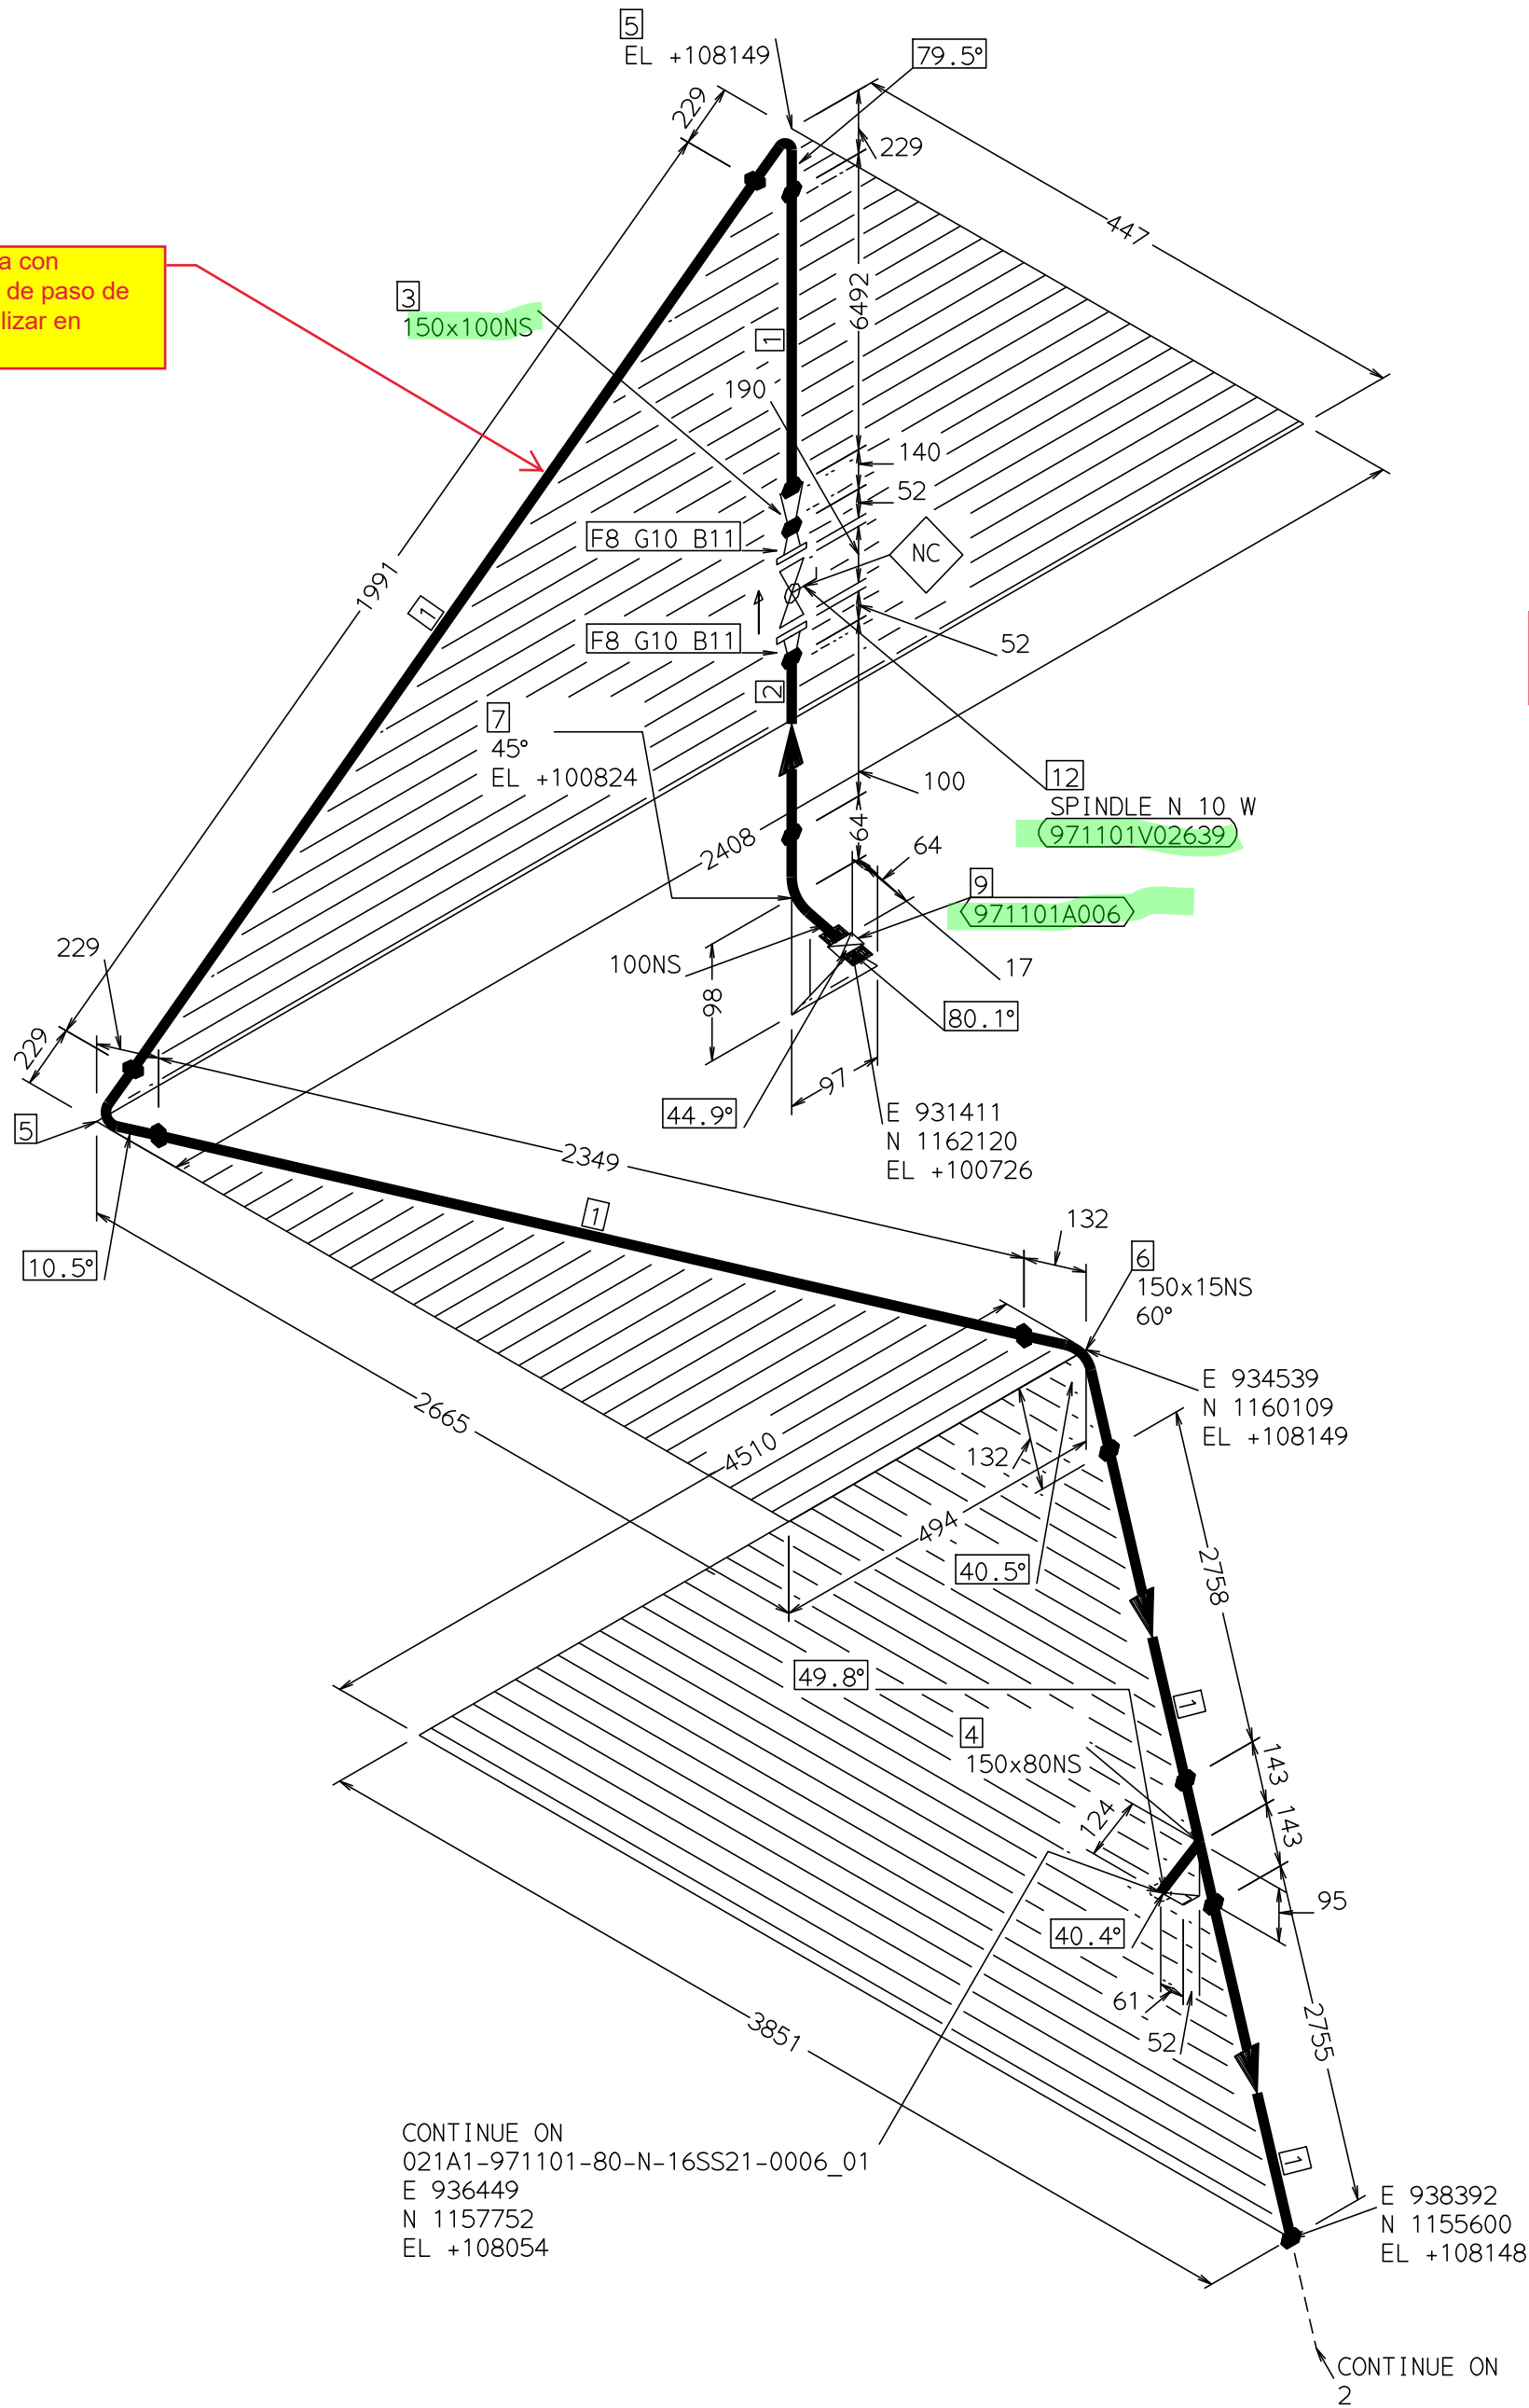 5
EL +108149
79.5°
229
229
447
a con
de paso de
lizar en
3
150x100NS
6492
1
190
140
52
F8 G10 B11
NC
1991
1
F8 G10 B11
52
2
7
45°
EL +100824
100
12
SPINDLE N 10 W
971101V02639
2408
64
64
9
971101A006
229
100NS
17
98
80.1°
229
97
44.9°
E 931411
N 1162120
EL +100726
5
2349
1
132
10.5°
6
150x15NS
60°
E 934539
N 1160109
EL +108149
2665
4510
132
494
40.5°
2758
49.8°
1
4
150x80NS
143
124
143
95
40.4°
61
52
2755
3851
CONTINUE ON
021A1-971101-80-N-16SS21-0006_01
E 936449
N 1157752
EL +108054
1
E 938392
N 1155600
EL +108148
CONTINUE ON
2